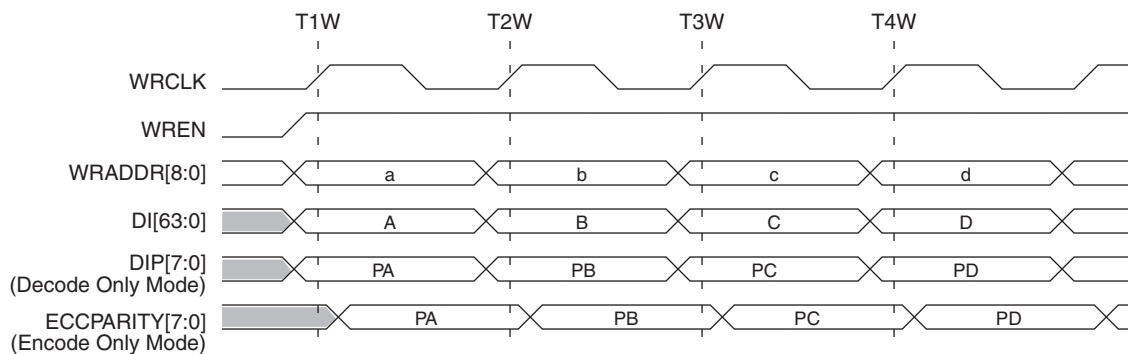 T1W T2W T3W T4W
WRCLK
WREN
WRADDR[8:0] a b c d
DI[63:0] A B C D
DIP[7:0] PA PB PC PD
(Decode Only Mode)
ECCPARITY[7:0] PA PB PC PD
(Encode Only Mode)